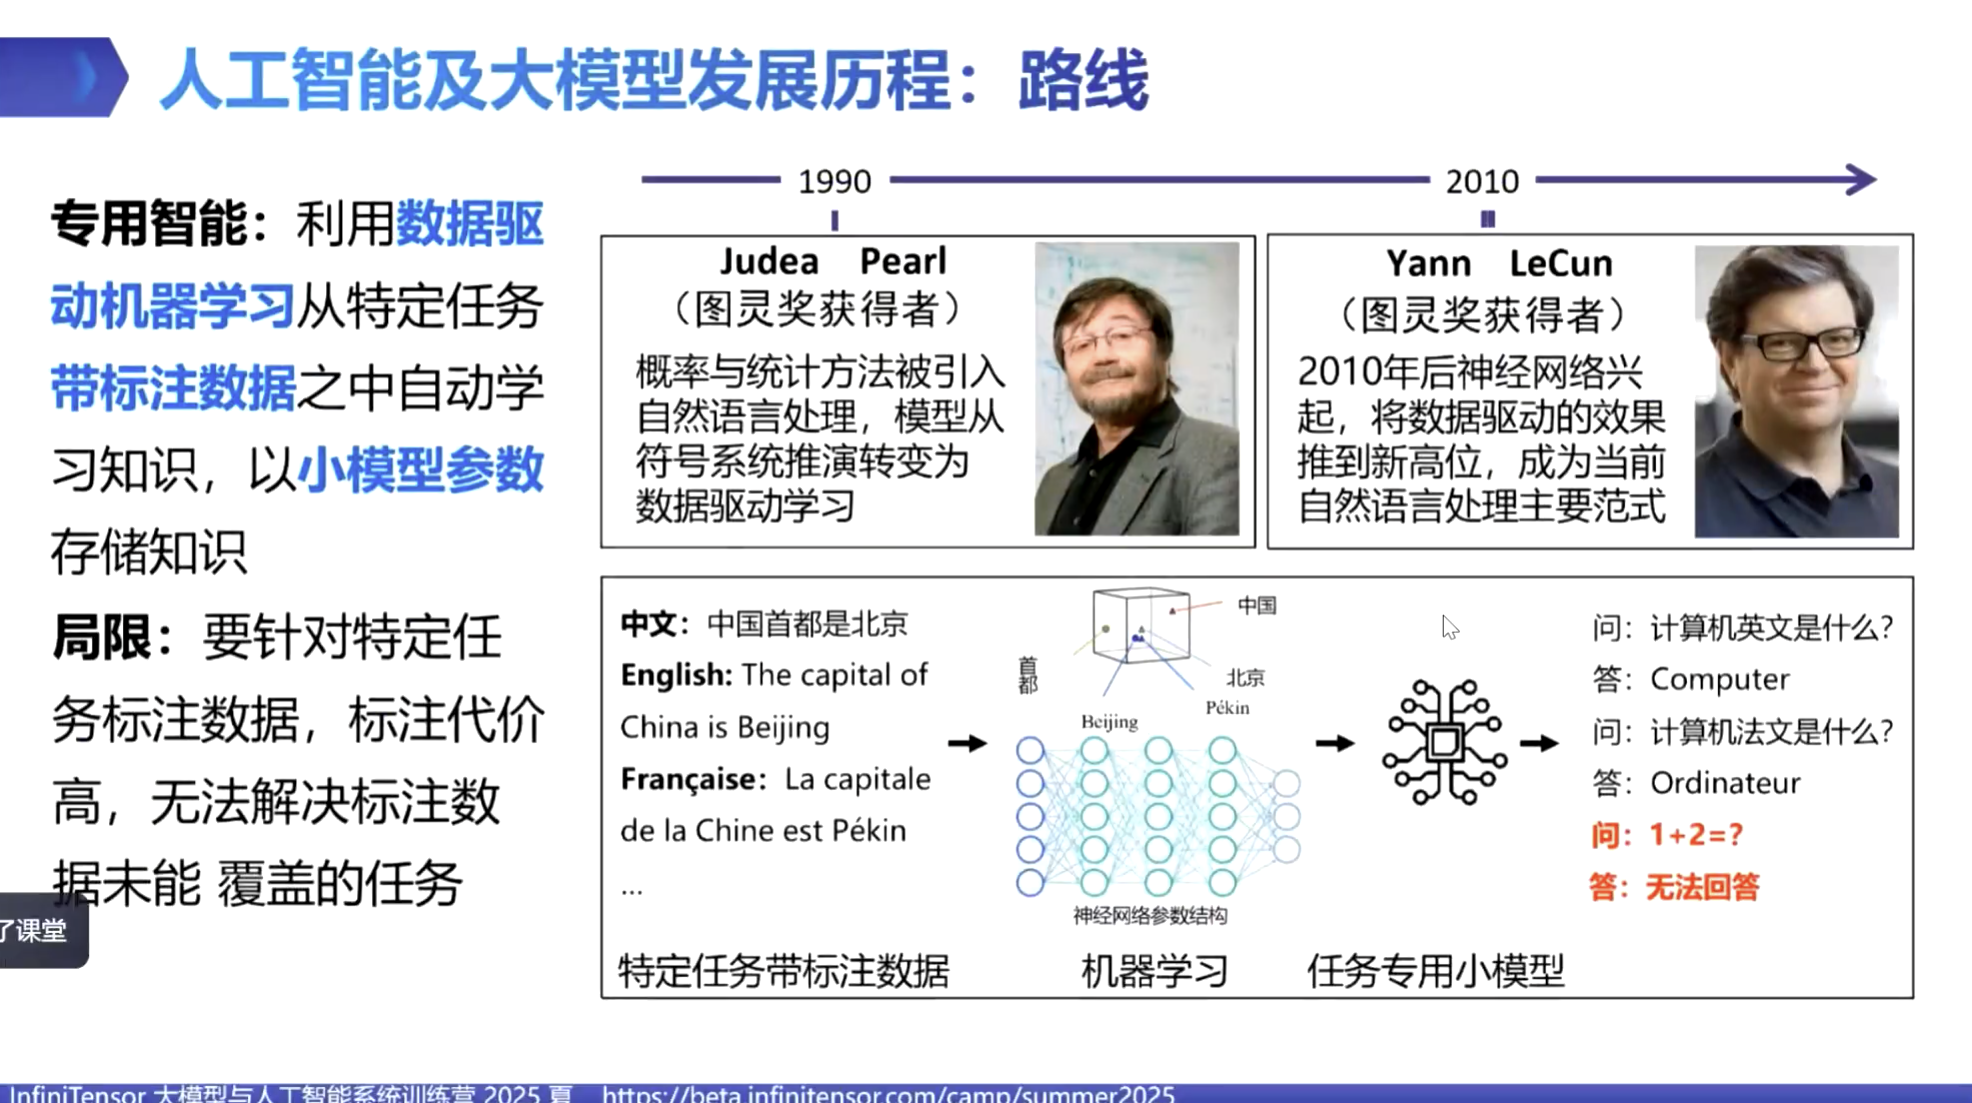 人工智能及大模型发展历程：路线
专用智能：利用数据驱
动机器学习从特定任务
带标注数据之中自动学
习知识，以小模型参数
存储知识
局限：要针对特定任
务标注数据，标注代价
高，无法解决标注数
据未能 覆盖的任务
1990
2010
Judea Pearl
（图灵奖获得者）
概率与统计方法被引入
自然语言处理，模型从
符号系统推演转变为
数据驱动学习
Yann LeCun
（图灵奖获得者）
2010年后神经网络兴
起，将数据驱动的效果
推到新高位，成为当前
自然语言处理主要范式
中文：中国首都是北京
English: The capital of
China is Beijing
Française：La capitale
de la Chine est Pékin
...
特定任务带标注数据
中国
首都
北京
Pékin
Beijing
神经网络参数结构
机器学习
任务专用小模型
问：计算机英文是什么？
答：Computer
问：计算机法文是什么？
答：Ordinateur
问：1+2=？
答：无法回答
了课堂
InfiniTensor 大模型与人工智能系统训练营 2025 夏 https://beta.infinitensor.com/camp/summer2025